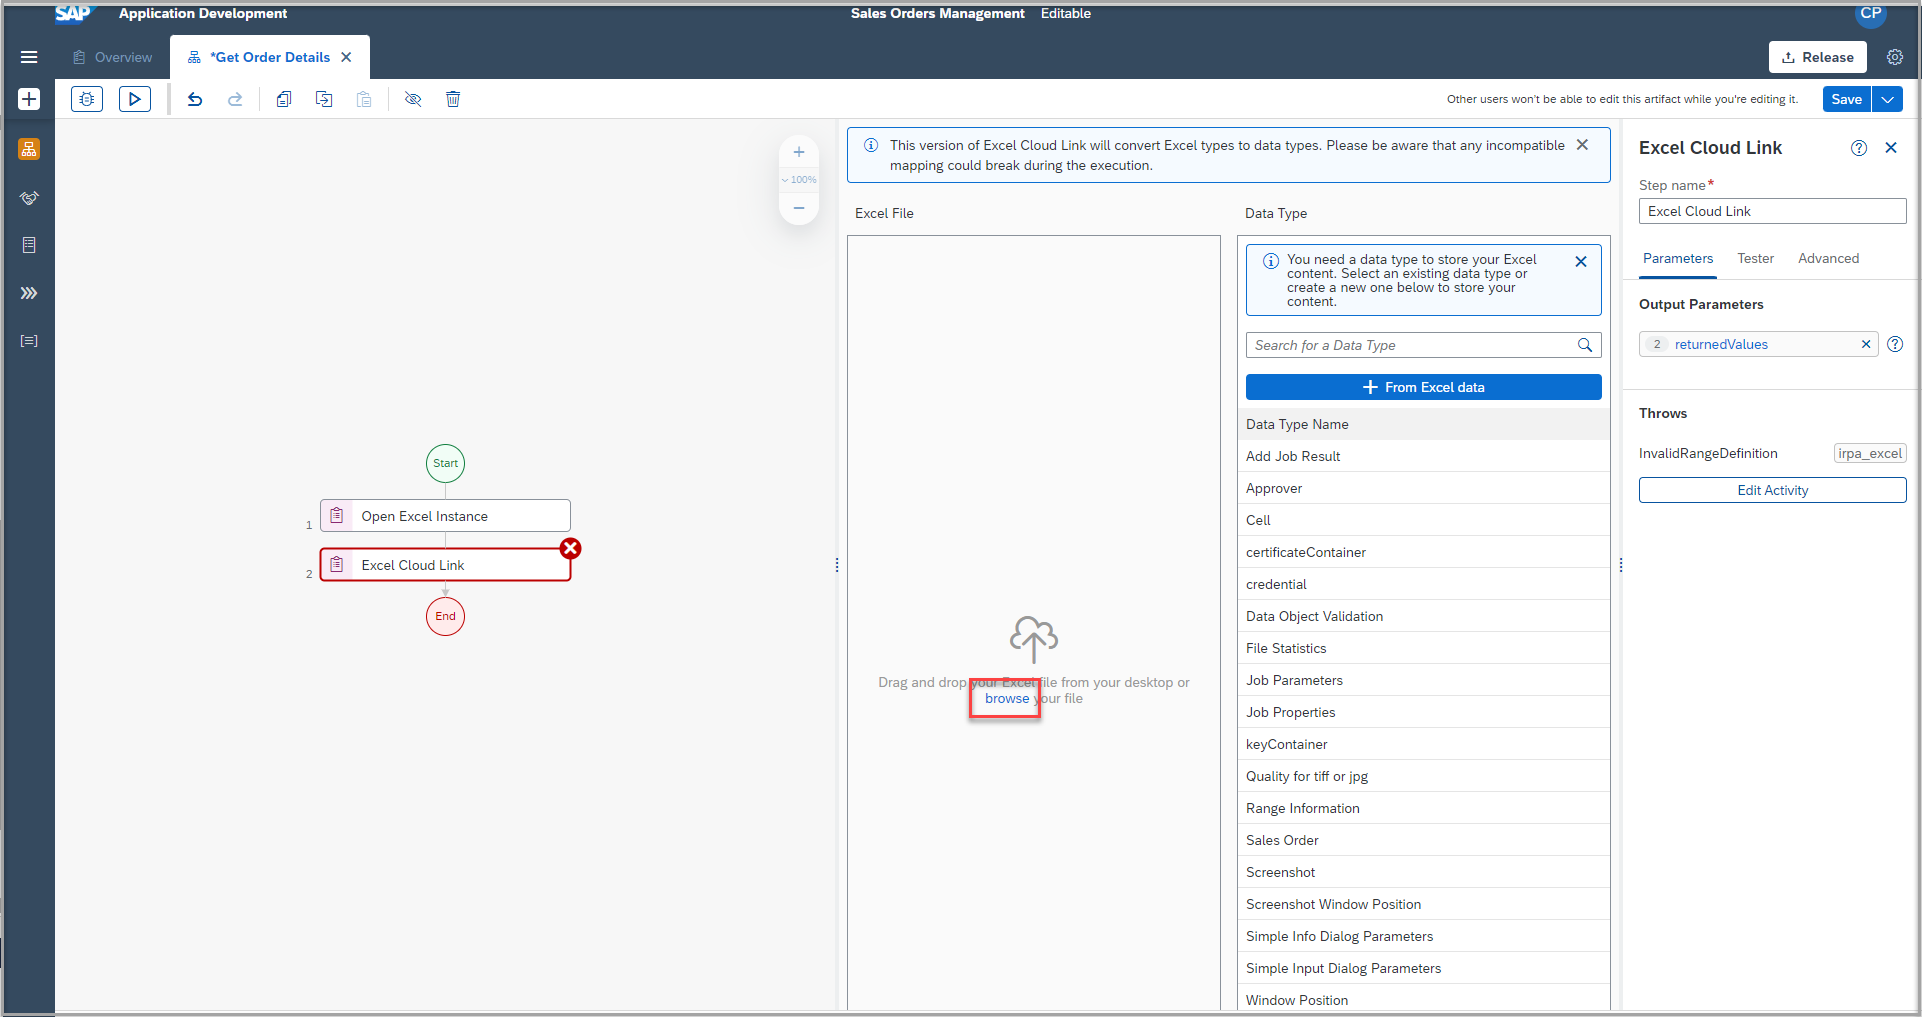 SAP Application Development
Sales Orders Management Editable
CP
Overview
*Get Order Details
Release
Other users won't be able to edit this artifact while you're editing it.
Save
100%
Start
1 Open Excel Instance
2 Excel Cloud Link
End
This version of Excel Cloud Link will convert Excel types to data types. Please be aware that any incompatible
mapping could break during the execution.
Excel File
Drag and drop your Excel file from your desktop or
browse your file
Data Type
You need a data type to store your Excel
content. Select an existing data type or
create a new one below to store your
content.
Search for a Data Type
From Excel data
Data Type Name
Add Job Result
Approver
Cell
certificateContainer
credential
Data Object Validation
File Statistics
Job Parameters
Job Properties
keyContainer
Quality for tiff or jpg
Range Information
Sales Order
Screenshot
Screenshot Window Position
Simple Info Dialog Parameters
Simple Input Dialog Parameters
Window Position
Excel Cloud Link
Step name*
Excel Cloud Link
Parameters Tester Advanced
Output Parameters
2 returnedValues
Throws
InvalidRangeDefinition irpa_excel
Edit Activity